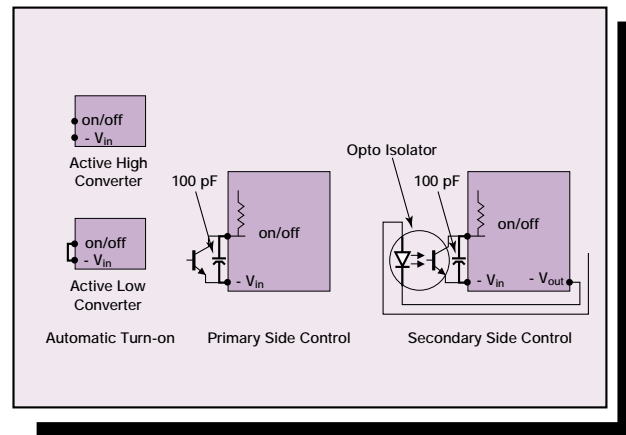 on/off
- Vin
Active High
Converter
on/off
- Vin
Active Low
Converter
Automatic Turn-on
100 pF
on/off
- Vin
Primary Side Control
Opto Isolator
100 pF
on/off
- Vin
- Vout
Secondary Side Control